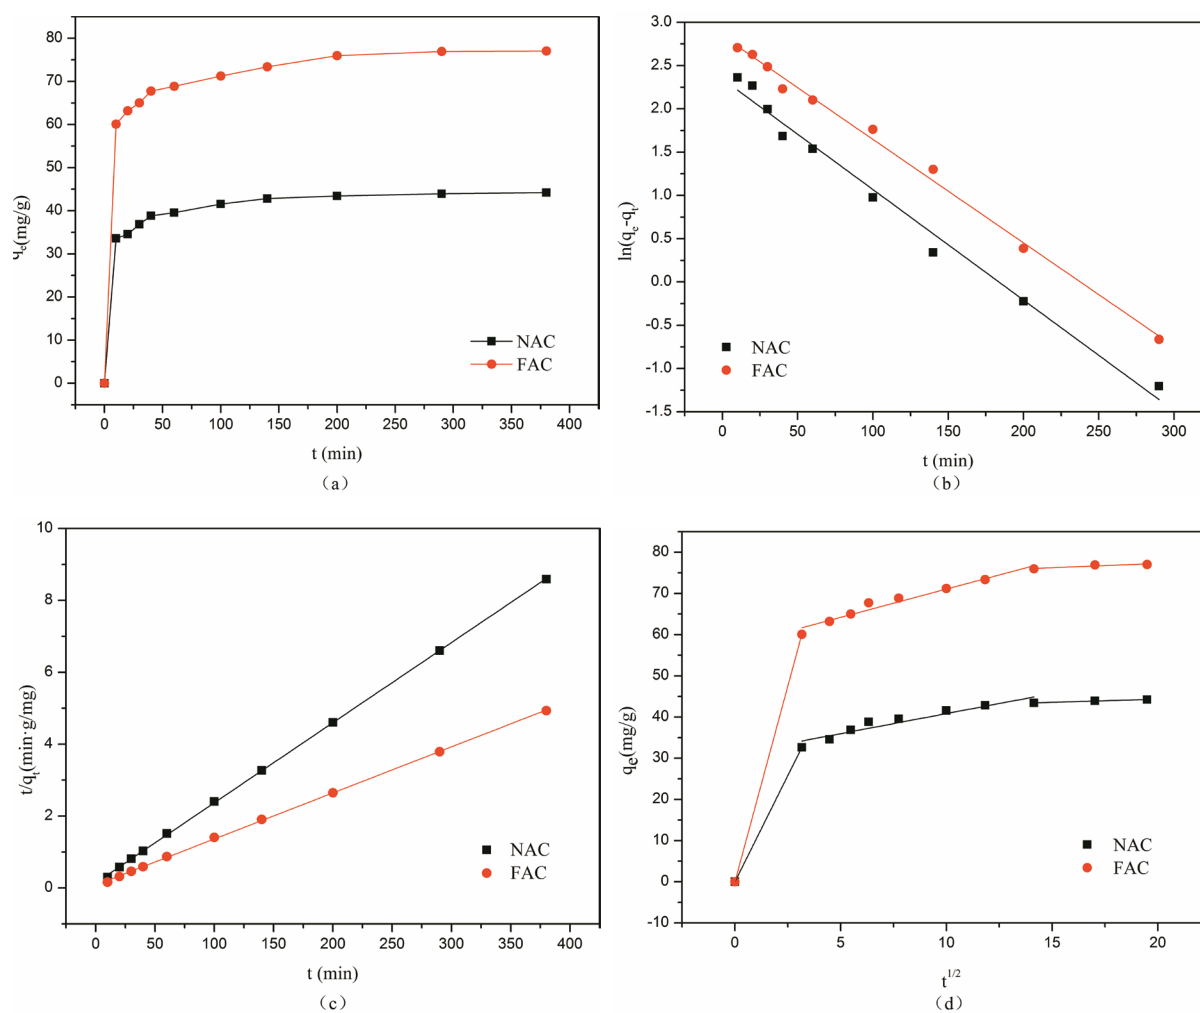 80
70
60
50
40
30
20
10
0
qe(mg/g)
NAC
FAC
0 50 100 150 200 250 300 350 400
t (min)
(a)
3.0
2.5
2.0
1.5
1.0
0.5
0.0
-0.5
-1.0
-1.5
ln(qe-qt)
NAC
FAC
0 50 100 150 200 250 300
t (min)
(b)
10
8
6
4
2
0
t/qt(min·g/mg)
NAC
FAC
0 50 100 150 200 250 300 350 400
t (min)
(c)
80
70
60
50
40
30
20
10
0
-10
qe(mg/g)
NAC
FAC
0 5 10 15 20
t1/2
(d)